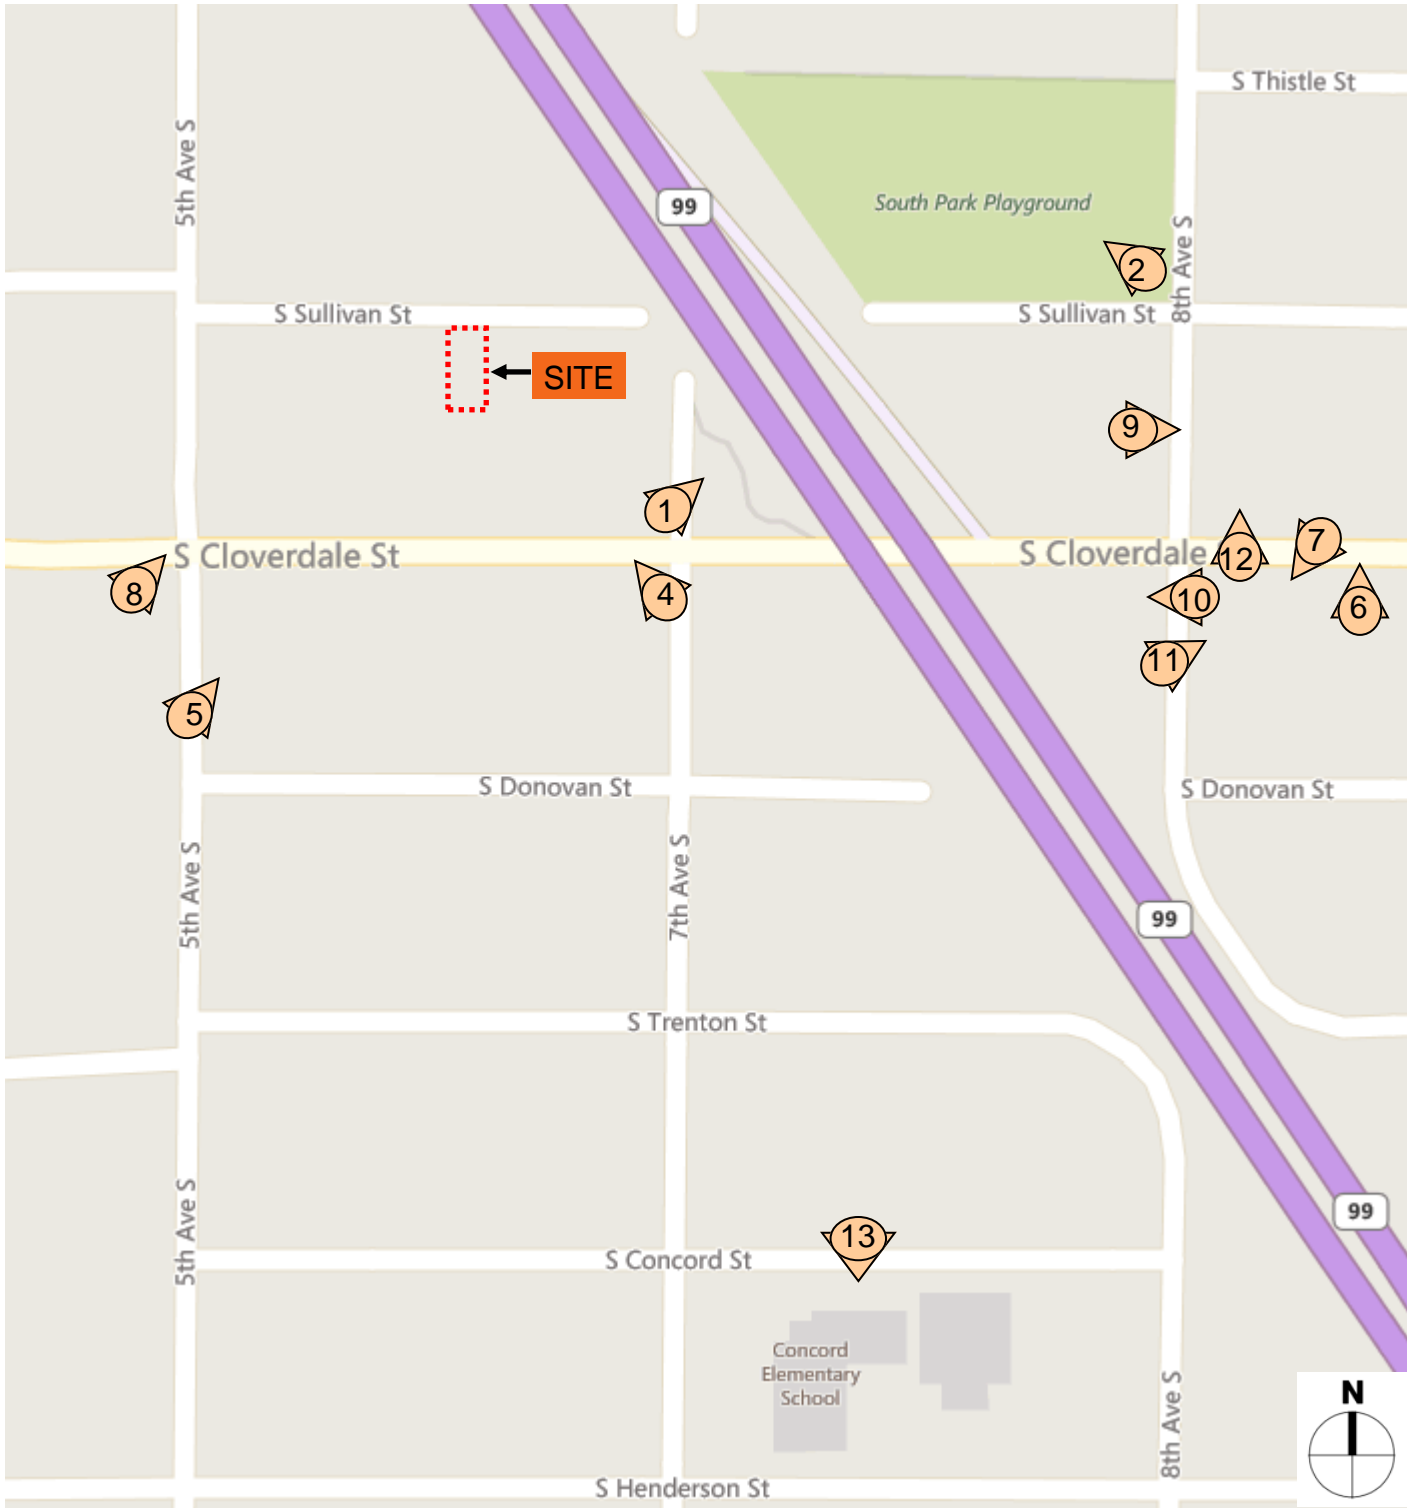 S Thistle St
5th Ave S
99
South Park Playground
8th Ave S
2
S Sullivan St
S Sullivan St
SITE
9
1
S Cloverdale St
S Cloverdale
12
7
8
4
10
6
11
5
S Donovan St
S Donovan St
5th Ave S
7th Ave S
99
S Trenton St
5th Ave S
99
13
S Concord St
Concord
Elementary
School
8th Ave S
N
S Henderson St